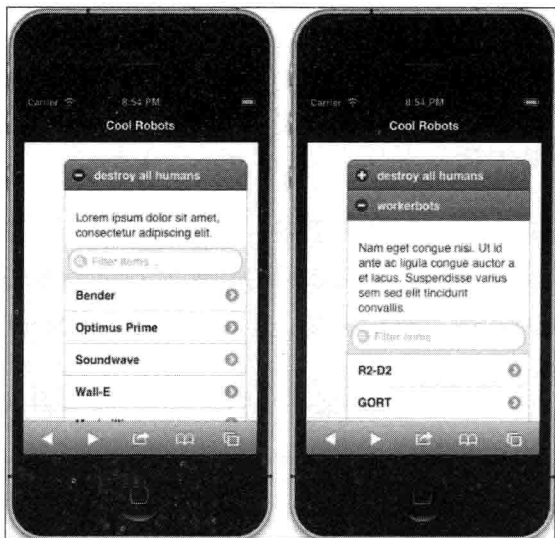 Carrier 8:54 PM
Cool Robots
destroy all humans
Lorem ipsum dolor sit amet,
consectetur adipiscing elit.
Filter items...
Bender
Optimus Prime
Soundwave
Wall-E
Carrier 8:54 PM
Cool Robots
destroy all humans
workerbots
Nam eget congue nisi. Ut id
ante ac ligula congue auctor a
et lacus. Suspendisse varius
sem sed elit tincidunt
convallis.
Filter items...
R2-D2
GORT